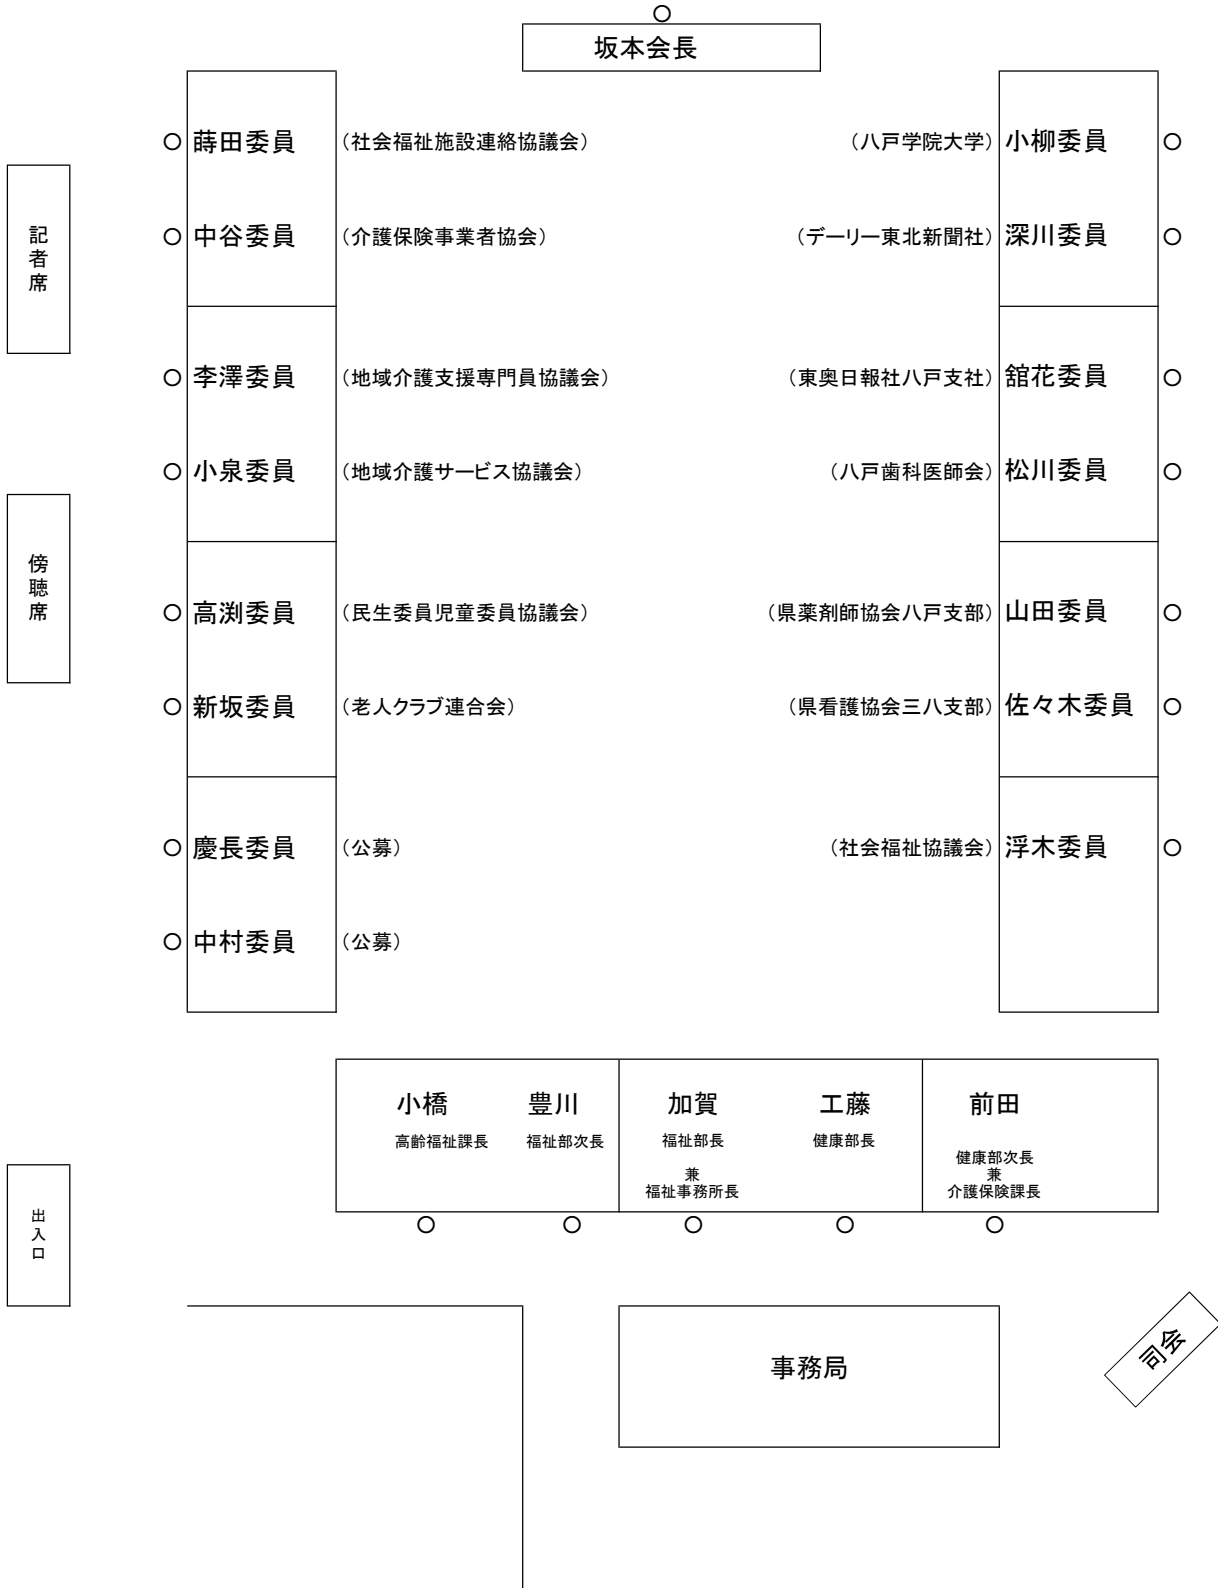 坂本会長
蒔田委員 （社会福祉施設連絡協議会） （八戸学院大学） 小柳委員
中谷委員 （介護保険事業者協会） （デーリー東北新聞社） 深川委員
記者席
李澤委員 （地域介護支援専門員協議会） （東奥日報社八戸支社） 舘花委員
小泉委員 （地域介護サービス協議会） （八戸歯科医師会） 松川委員
傍聴席
高渕委員 （民生委員児童委員協議会） （県薬剤師協会八戸支部） 山田委員
新坂委員 （老人クラブ連合会） （県看護協会三八支部） 佐々木委員
慶長委員 （公募） （社会福祉協議会） 浮木委員
中村委員 （公募）
小橋 豊川 加賀 工藤 前田
高齢福祉課長 福祉部次長 福祉部長 健康部長 健康部次長
兼 兼
福祉事務所長 介護保険課長
出入口
事務局
司会